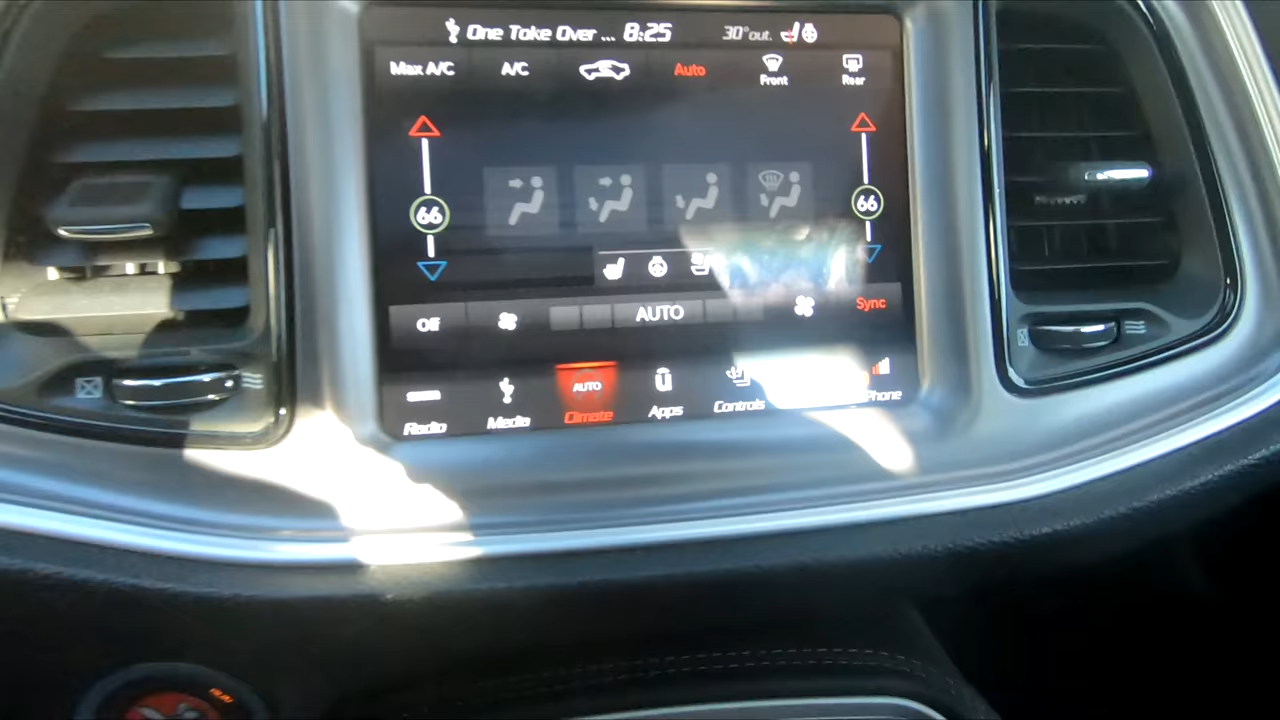 One Toke Over ... 8:25 30° out.
Max A/C A/C Auto Front Rear
66 66
Off AUTO Sync
AUTO
Radio Media Climate Apps Controls Phone
RUN